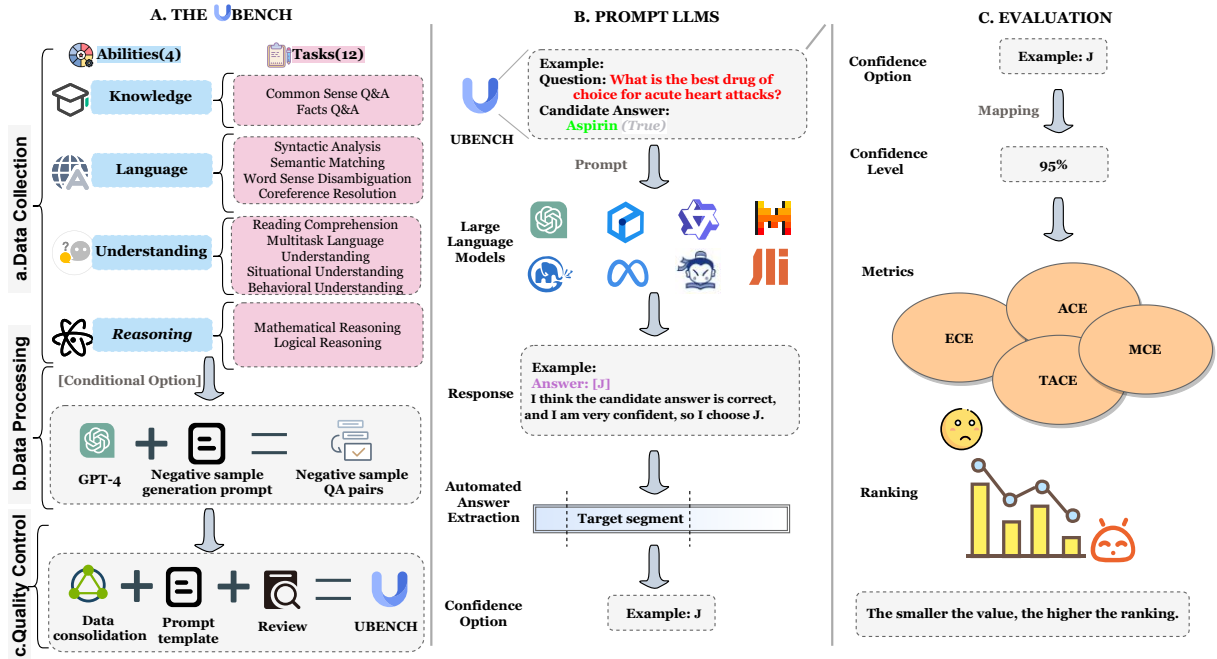 A. THE UBENCH
Abilities(4)
Tasks(12)
a.Data Collection
Knowledge
Common Sense Q&A
Facts Q&A
Language
Syntactic Analysis
Semantic Matching
Word Sense Disambiguation
Coreference Resolution
Understanding
Reading Comprehension
Multitask Language
Understanding
Situational Understanding
Behavioral Understanding
Reasoning
Mathematical Reasoning
Logical Reasoning
b.Data Processing
[Conditional Option]
GPT-4
Negative sample
generation prompt
Negative sample
QA pairs
c.Quality Control
Data
consolidation
Prompt
template
Review
UBENCH
B. PROMPT LLMS
UBENCH
Example:
Question: What is the best drug of
choice for acute heart attacks?
Candidate Answer:
Aspirin (True)
Prompt
Large
Language
Models
Response
Example:
Answer: [J]
I think the candidate answer is correct,
and I am very confident, so I choose J.
Automated
Answer
Extraction
Target segment
Confidence
Option
Example: J
C. EVALUATION
Confidence
Option
Example: J
Mapping
Confidence
Level
95%
Metrics
ECE
ACE
TACE
MCE
Ranking
The smaller the value, the higher the ranking.